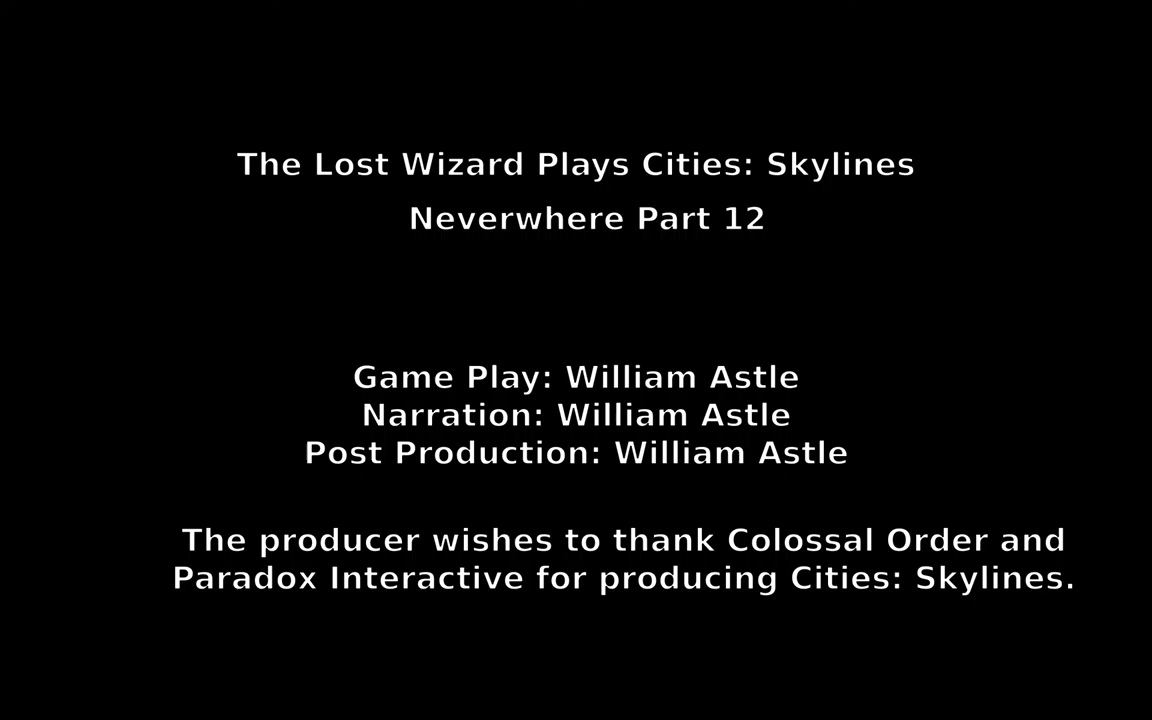 The Lost Wizard Plays Cities: Skylines
Neverwhere Part 12
Game Play: William Astle
Narration: William Astle
Post Production: William Astle
The producer wishes to thank Colossal Order and
Paradox Interactive for producing Cities: Skylines.